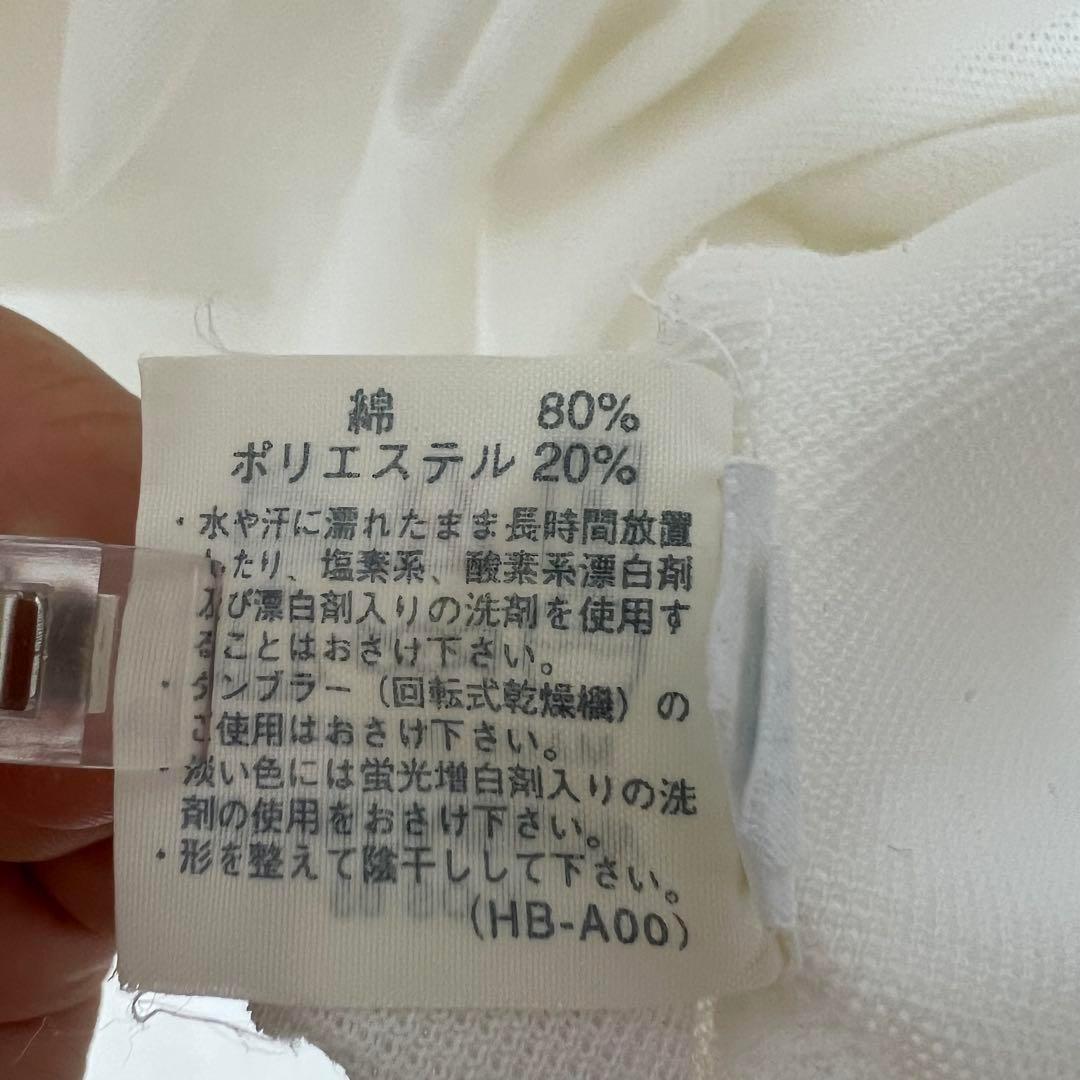 綿 80%
ポリエステル 20%
・水や汗に濡れたまま長時間放置
したり、塩素系、酸素系漂白剤
及び漂白剤入りの洗剤を使用す
ることはおさけ下さい。
・タンブラー（回転式乾燥機）の
ご使用はおさけ下さい。
・淡い色には蛍光増白剤入りの洗
剤の使用をおさけ下さい。
・形を整えて陰干しして下さい。
(HB-A00)